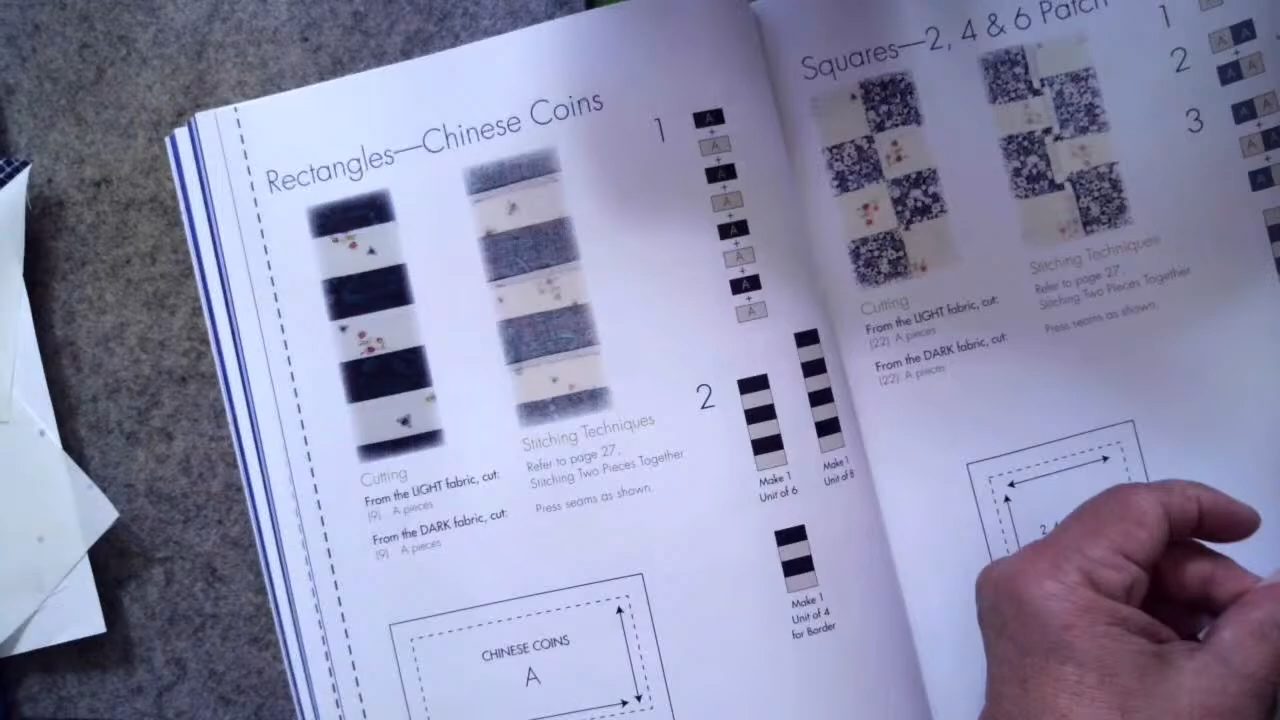 Rectangles—Chinese Coins
1
A
+
A
+
A
+
A
+
A
+
A
+
A
+
A
Cutting
From the LIGHT fabric, cut:
(9) A pieces
From the DARK fabric, cut:
(9) A pieces
Stitching Techniques
Refer to page 27,
Stitching Two Pieces Together
Press seams as shown.
2
Make 1
Unit of 6
Make 1
Unit of 8
Make 1
Unit of 4
for Border
CHINESE COINS
A
Squares—2, 4 & 6 Patch
1
2
A A
+
A A
3
A A
+
A
+
A
Cutting
From the LIGHT fabric, cut:
(22) A pieces
From the DARK fabric, cut:
(22) A pieces
Stitching Techniques
Refer to page 27,
Stitching Two Pieces Together
Press seams as shown.
2, 4